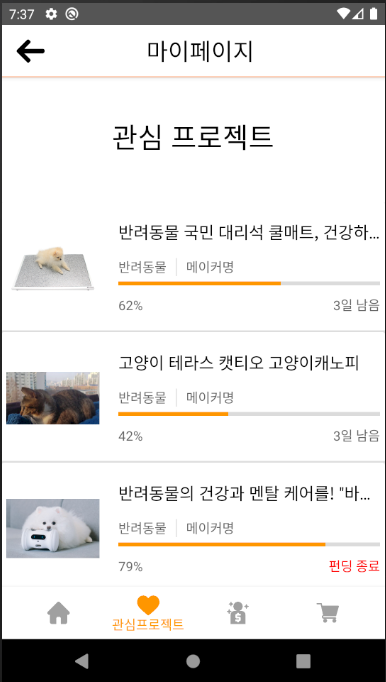 7:37
마이페이지
관심 프로젝트
반려동물 국민 대리석 쿨매트, 건강하...
반려동물 메이커명
62% 3일 남음
고양이 테라스 캣티오 고양이캐노피
반려동물 메이커명
42% 3일 남음
반려동물의 건강과 멘탈 케어를! "바...
반려동물 메이커명
79% 펀딩 종료
관심프로젝트